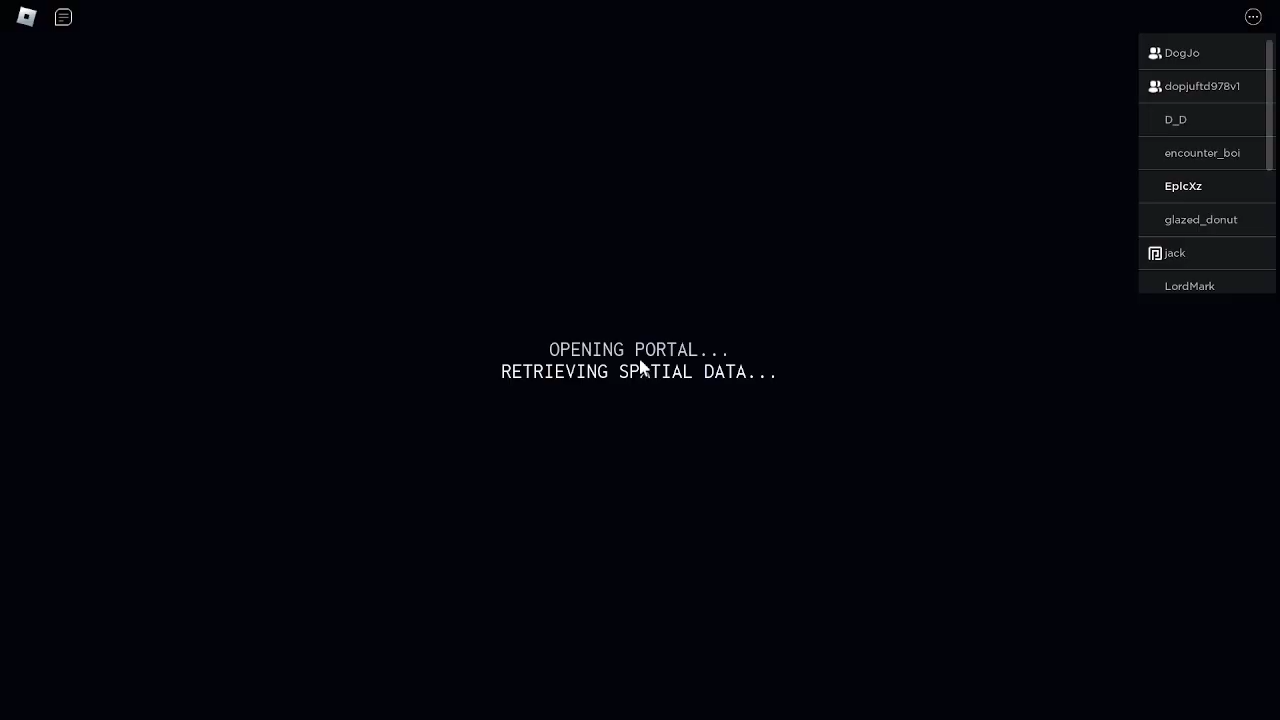 DogJo
dopjuftd978v1
D_D
encounter_boi
EpIcXz
glazed_donut
jack
LordMark
OPENING PORTAL...
RETRIEVING SPATIAL DATA...